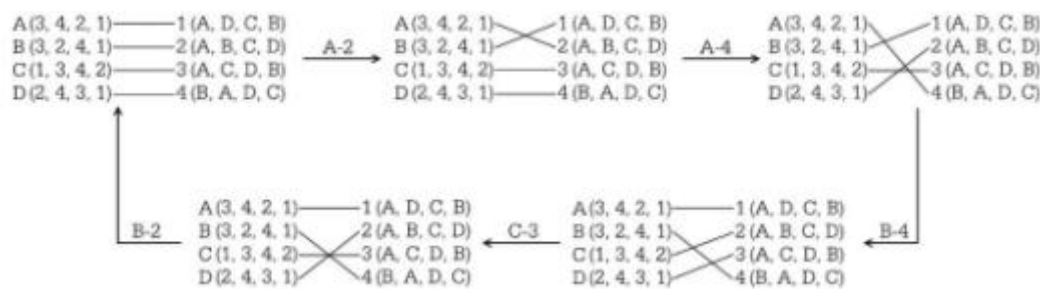 A (3, 4, 2, 1) 1 (A, D, C, B)
B (3, 2, 4, 1) 2 (A, B, C, D)
C (1, 3, 4, 2) 3 (A, C, D, B)
D (2, 4, 3, 1) 4 (B, A, D, C)
A-2
A (3, 4, 2, 1) 1 (A, D, C, B)
B (3, 2, 4, 1) 2 (A, B, C, D)
C (1, 3, 4, 2) 3 (A, C, D, B)
D (2, 4, 3, 1) 4 (B, A, D, C)
A-4
A (3, 4, 2, 1) 1 (A, D, C, B)
B (3, 2, 4, 1) 2 (A, B, C, D)
C (1, 3, 4, 2) 3 (A, C, D, B)
D (2, 4, 3, 1) 4 (B, A, D, C)
B-2
A (3, 4, 2, 1) 1 (A, D, C, B)
B (3, 2, 4, 1) 2 (A, B, C, D)
C (1, 3, 4, 2) 3 (A, C, D, B)
D (2, 4, 3, 1) 4 (B, A, D, C)
C-3
A (3, 4, 2, 1) 1 (A, D, C, B)
B (3, 2, 4, 1) 2 (A, B, C, D)
C (1, 3, 4, 2) 3 (A, C, D, B)
D (2, 4, 3, 1) 4 (B, A, D, C)
B-4